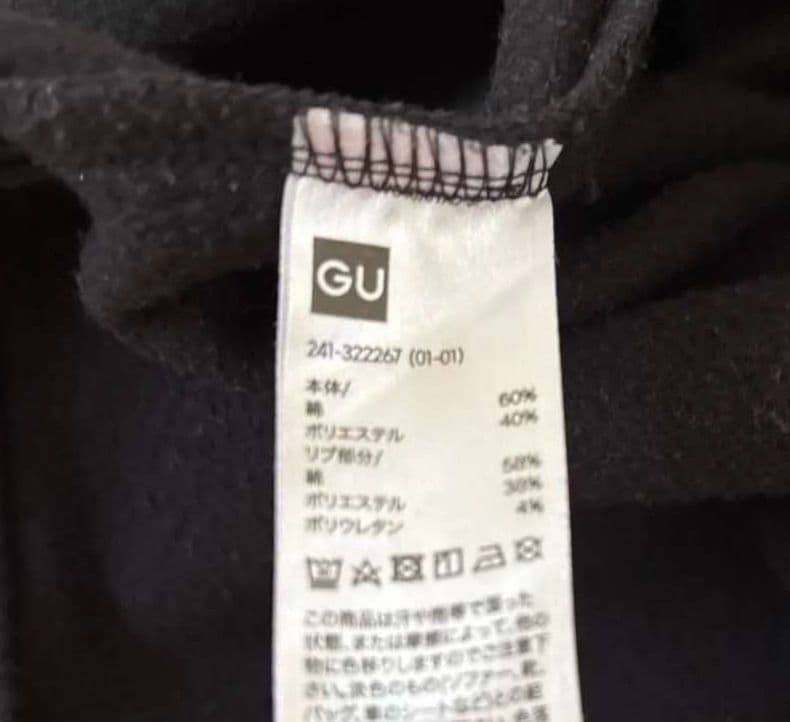 GU
241-322267 (01-01)
本体/
綿 60%
ポリエステル 40%
リブ部分/
綿 58%
ポリエステル 38%
ポリウレタン 4%
この商品は汗や雨等で湿った
状態、または摩擦によって、他の
物に色移りしますのでご注意下
さい。淡色のもの(ソファー、靴、
バッグ、車のシートなど)との組